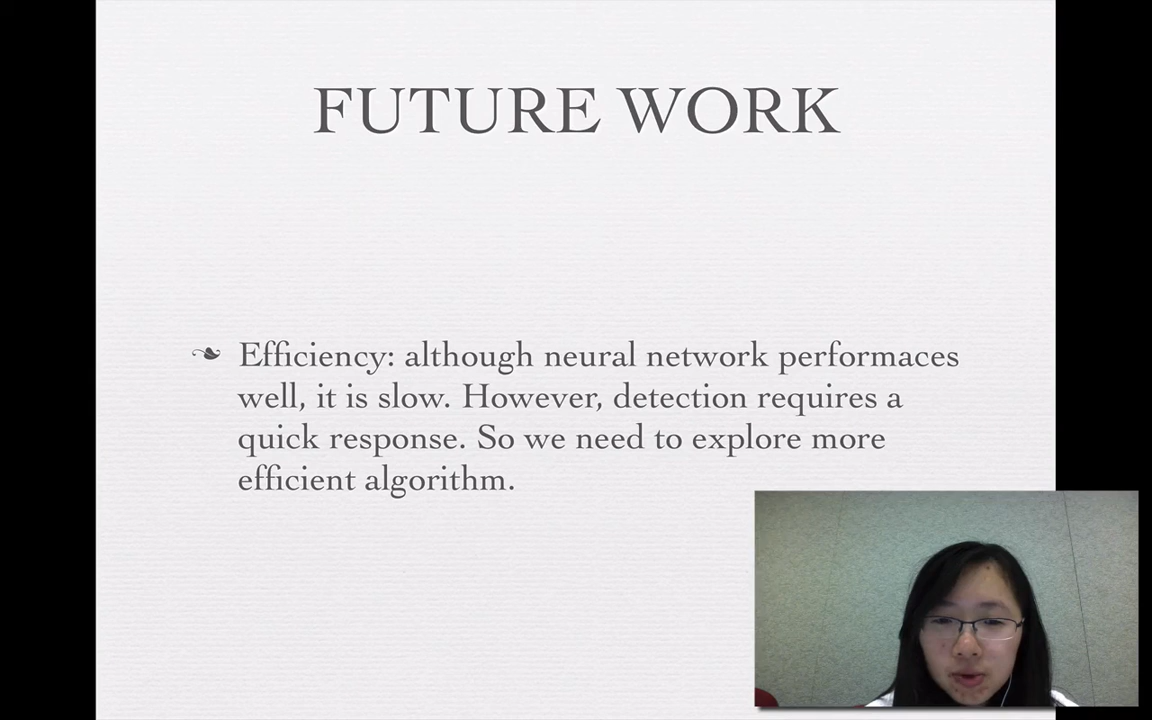 FUTURE WORK
Efficiency: although neural network performaces
well, it is slow. However, detection requires a
quick response. So we need to explore more
efficient algorithm.